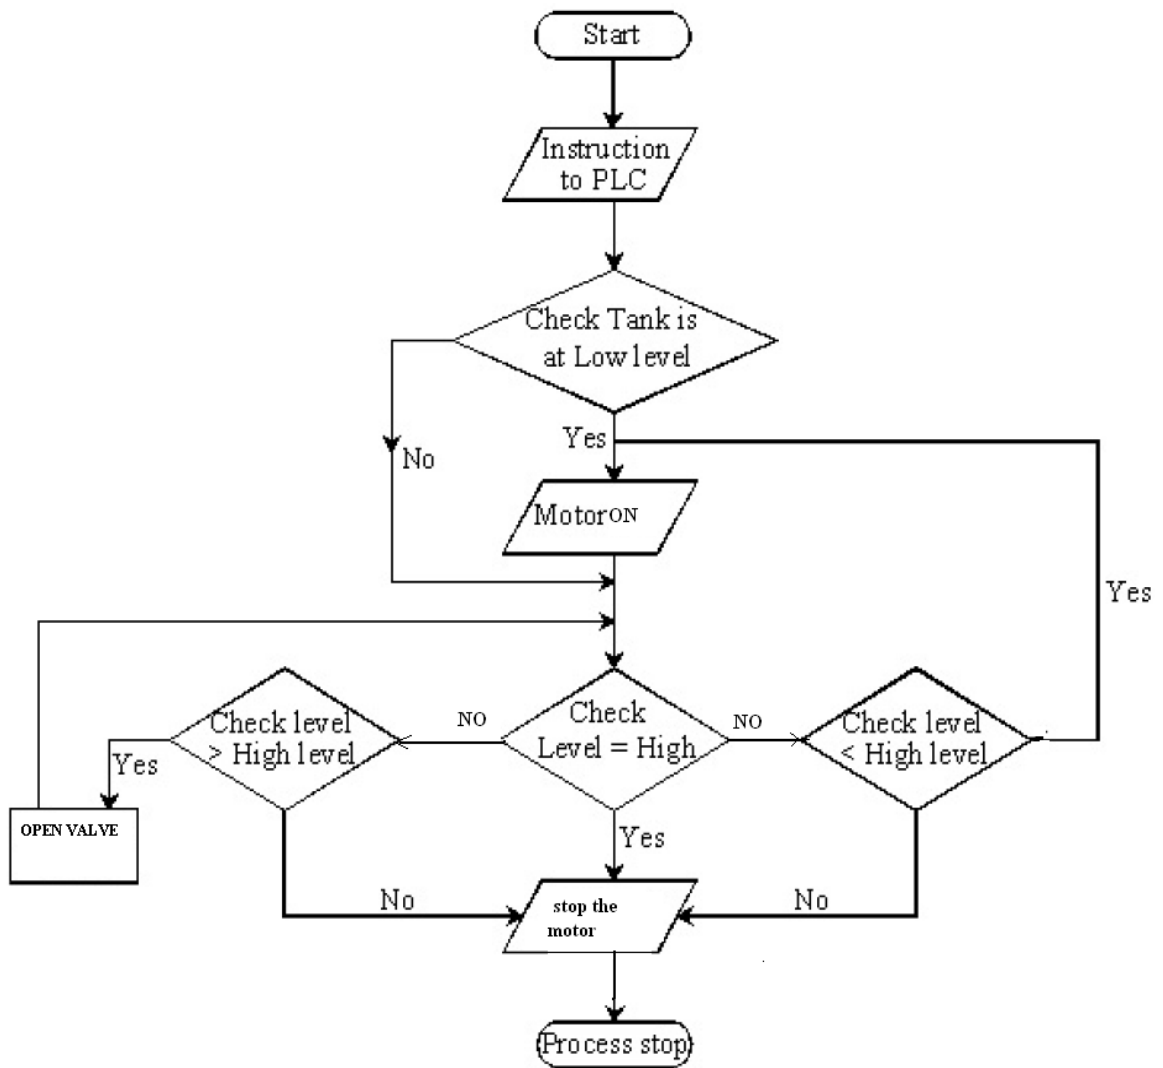 Start
Instruction
to PLC
Check Tank is
at Low level
Yes
No
Motor ON
Yes
Check level
> High level
NO
Check
Level = High
NO
Check level
< High level
Yes
OPEN VALVE
Yes
No
stop the
motor
No
Process stop